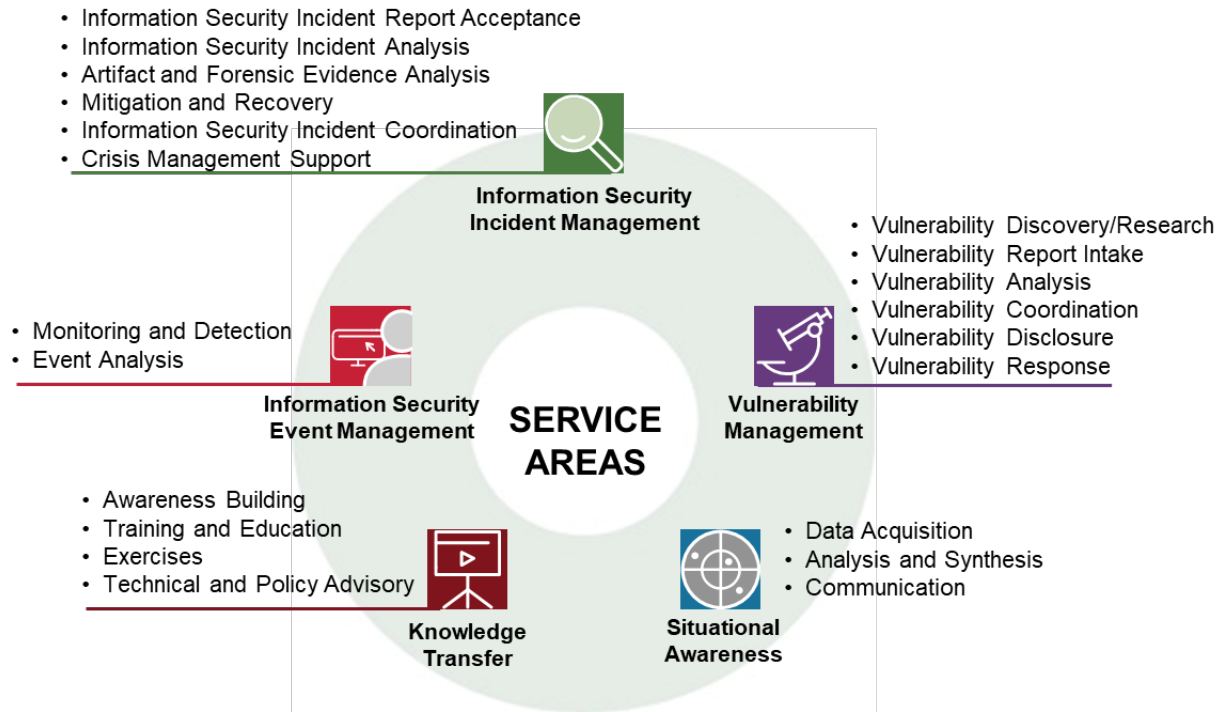 • Information Security Incident Report Acceptance
• Information Security Incident Analysis
• Artifact and Forensic Evidence Analysis
• Mitigation and Recovery
• Information Security Incident Coordination
• Crisis Management Support
Information Security
Incident Management
• Vulnerability Discovery/Research
• Vulnerability Report Intake
• Vulnerability Analysis
• Vulnerability Coordination
• Vulnerability Disclosure
• Vulnerability Response
Vulnerability
Management
• Monitoring and Detection
• Event Analysis
Information Security
Event Management
SERVICE
AREAS
• Awareness Building
• Training and Education
• Exercises
• Technical and Policy Advisory
Knowledge
Transfer
• Data Acquisition
• Analysis and Synthesis
• Communication
Situational
Awareness